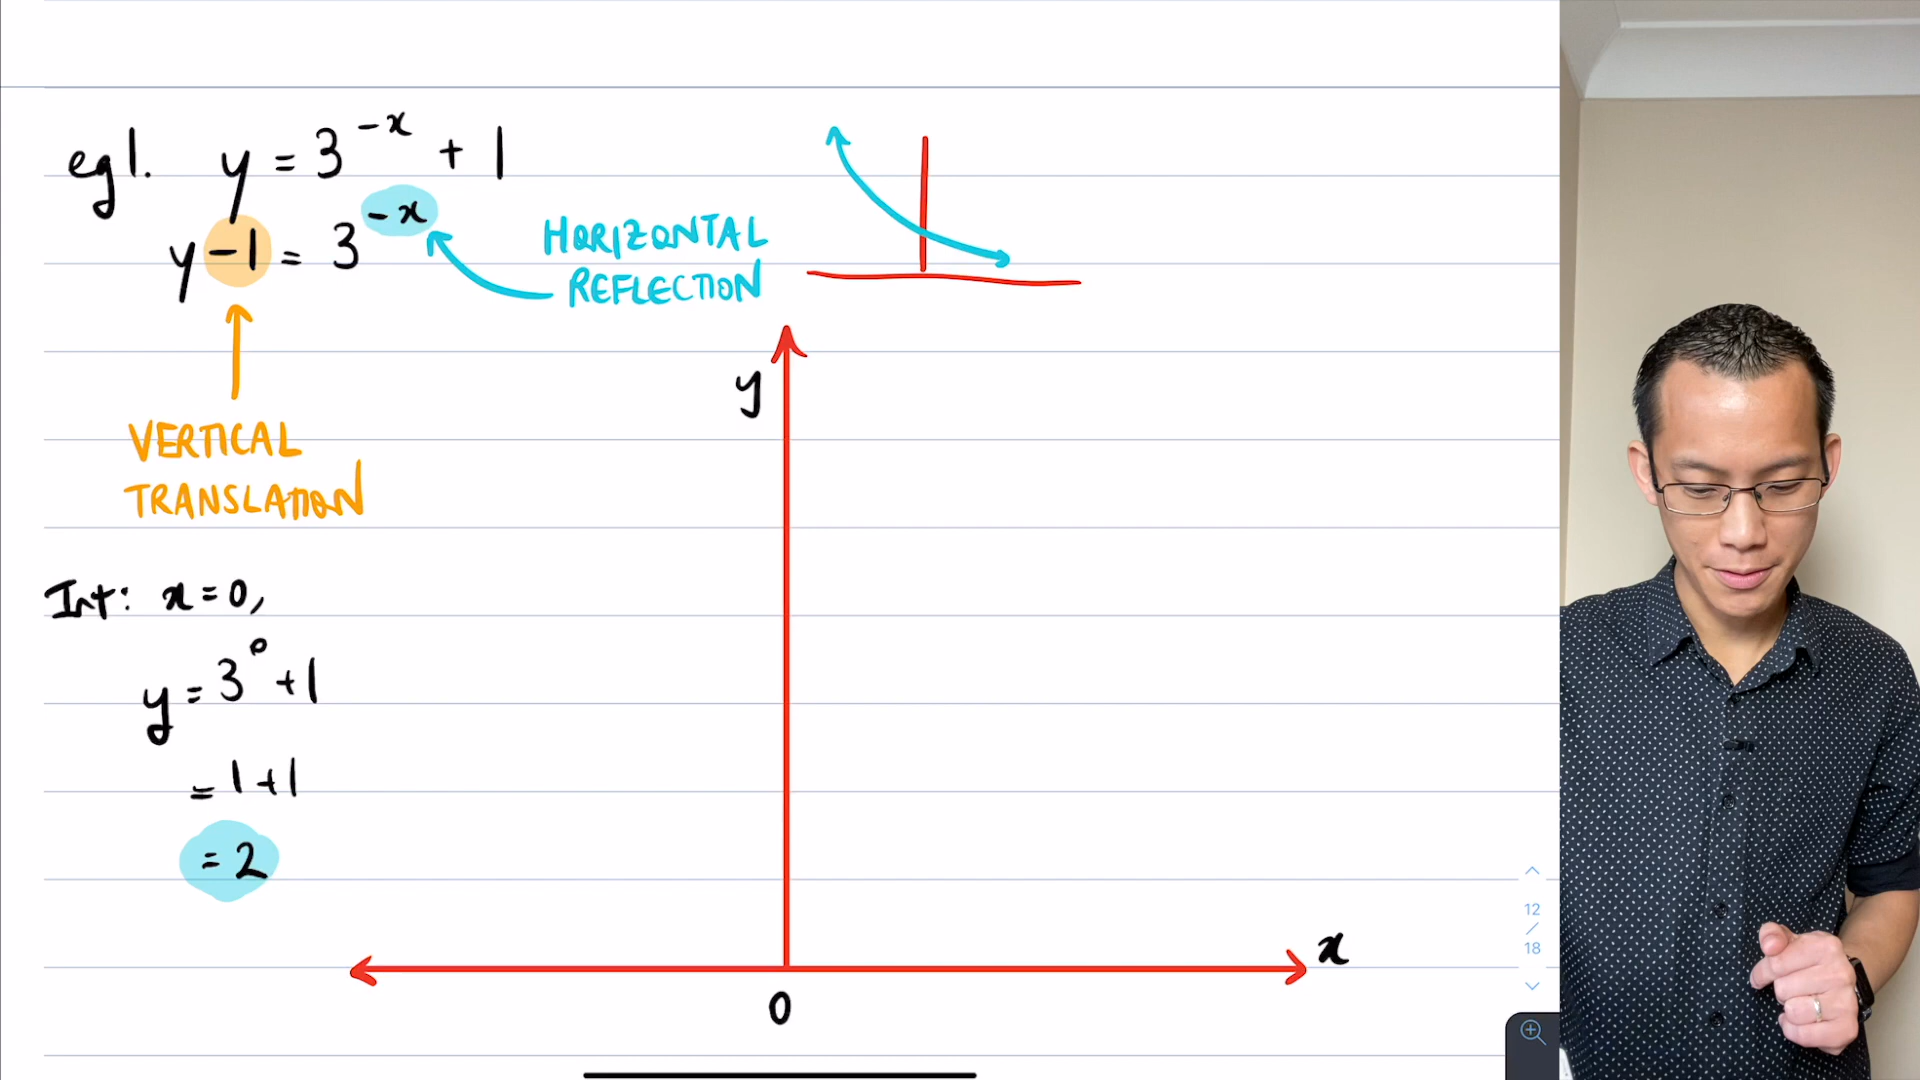 eg1. y = 3^-x + 1
y - 1 = 3^-x
HORIZONTAL
REFLECTION
y
VERTICAL
TRANSLATION
Int: x = 0,
y = 3^0 + 1
= 1 + 1
= 2
x
0
12
/
18